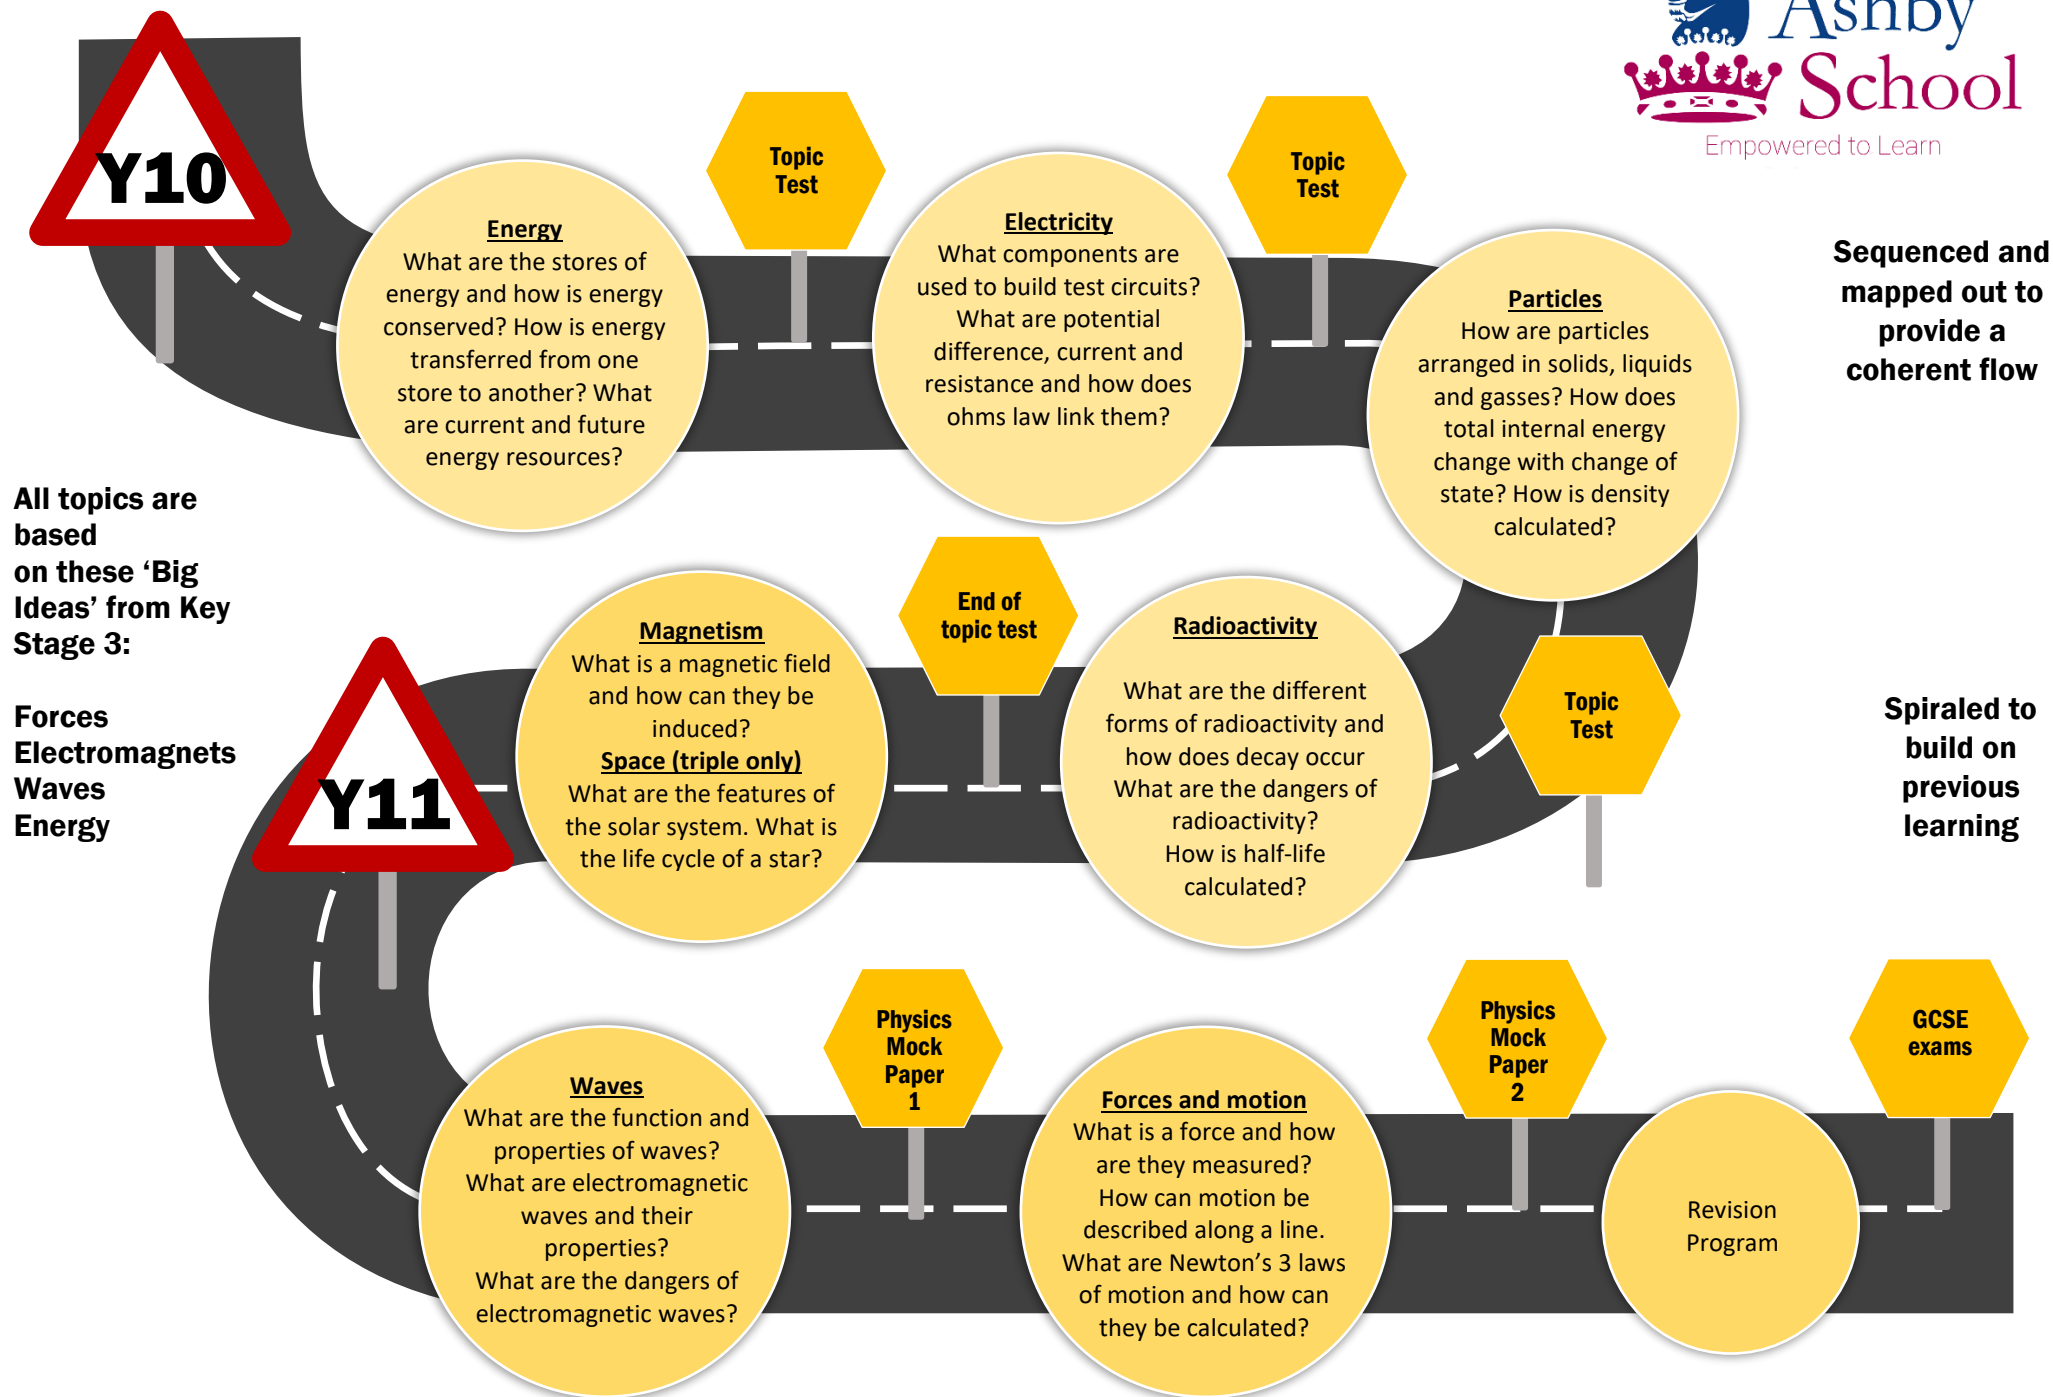 Ashby
School
Empowered to Learn
Y10
Energy
What are the stores of
energy and how is energy
conserved? How is energy
transferred from one
store to another? What
are current and future
energy resources?
Topic
Test
Electricity
What components are
used to build test circuits?
What are potential
difference, current and
resistance and how does
ohms law link them?
Topic
Test
Particles
How are particles
arranged in solids, liquids
and gasses? How does
total internal energy
change with change of
state? How is density
calculated?
Sequenced and
mapped out to
provide a
coherent flow
All topics are
based
on these ‘Big
Ideas’ from Key
Stage 3:
Forces
Electromagnets
Waves
Energy
Topic
Test
Radioactivity
What are the different
forms of radioactivity and
how does decay occur
What are the dangers of
radioactivity?
How is half-life
calculated?
End of
topic test
Magnetism
What is a magnetic field
and how can they be
induced?
Space (triple only)
What are the features of
the solar system. What is
the life cycle of a star?
Y11
Spiraled to
build on
previous
learning
Waves
What are the function and
properties of waves?
What are electromagnetic
waves and their
properties?
What are the dangers of
electromagnetic waves?
Physics
Mock
Paper
1
Forces and motion
What is a force and how
are they measured?
How can motion be
described along a line.
What are Newton’s 3 laws
of motion and how can
they be calculated?
Physics
Mock
Paper
2
Revision
Program
GCSE
exams